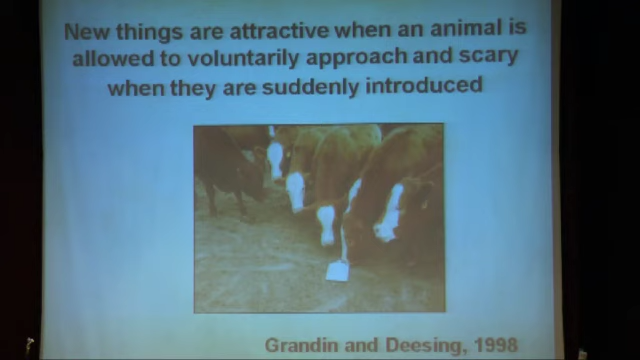 New things are attractive when an animal is
allowed to voluntarily approach and scary
when they are suddenly introduced
Grandin and Deesing, 1998